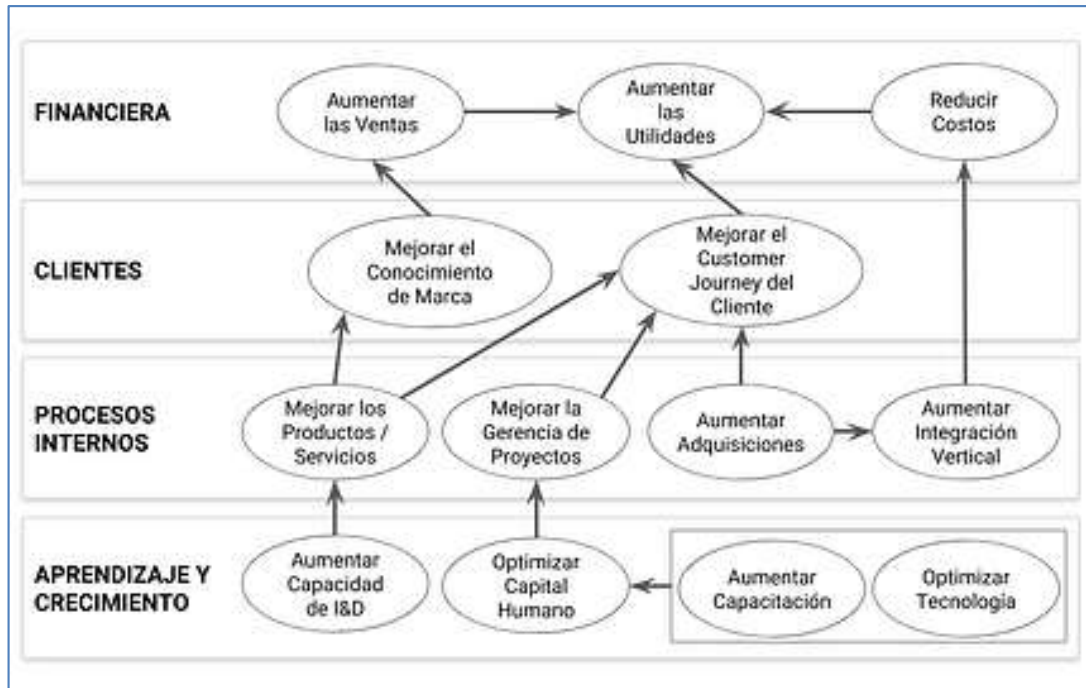 FINANCIERA
Aumentar
las Ventas
Aumentar
las
Utilidades
Reducir
Costos
CLIENTES
Mejorar el
Conocimiento
de Marca
Mejorar el
Customer
Journey del
Cliente
PROCESOS
INTERNOS
Mejorar los
Productos /
Servicios
Mejorar la
Gerencia de
Proyectos
Aumentar
Adquisiciones
Aumentar
Integración
Vertical
APRENDIZAJE Y
CRECIMIENTO
Aumentar
Capacidad
de I&D
Optimizar
Capital
Humano
Aumentar
Capacitación
Optimizar
Tecnología